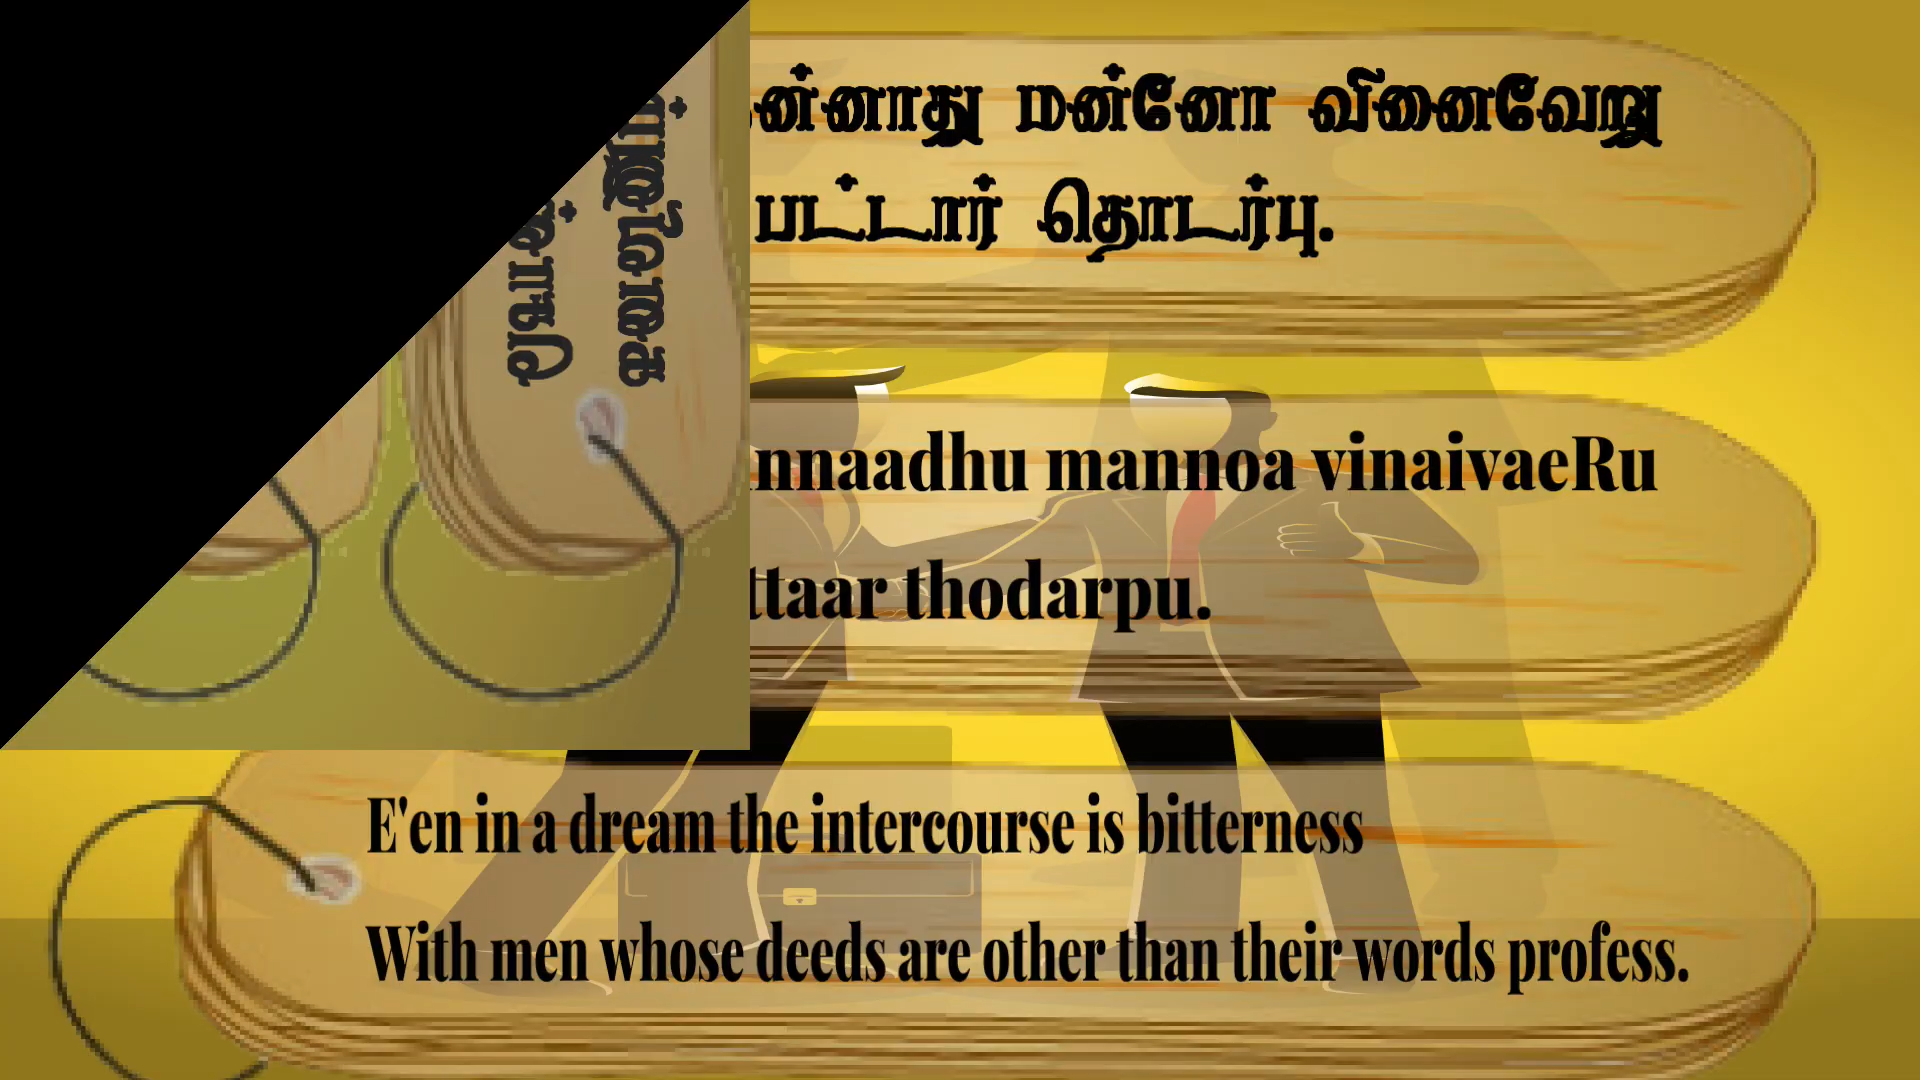 ன்னாது மன்னோ வினைவேறு
பட்டார் தொடர்பு.
nnaadhu mannoa vinaivaeRu
ttaar thodarpu.
E'en in a dream the intercourse is bitterness
With men whose deeds are other than their words profess.